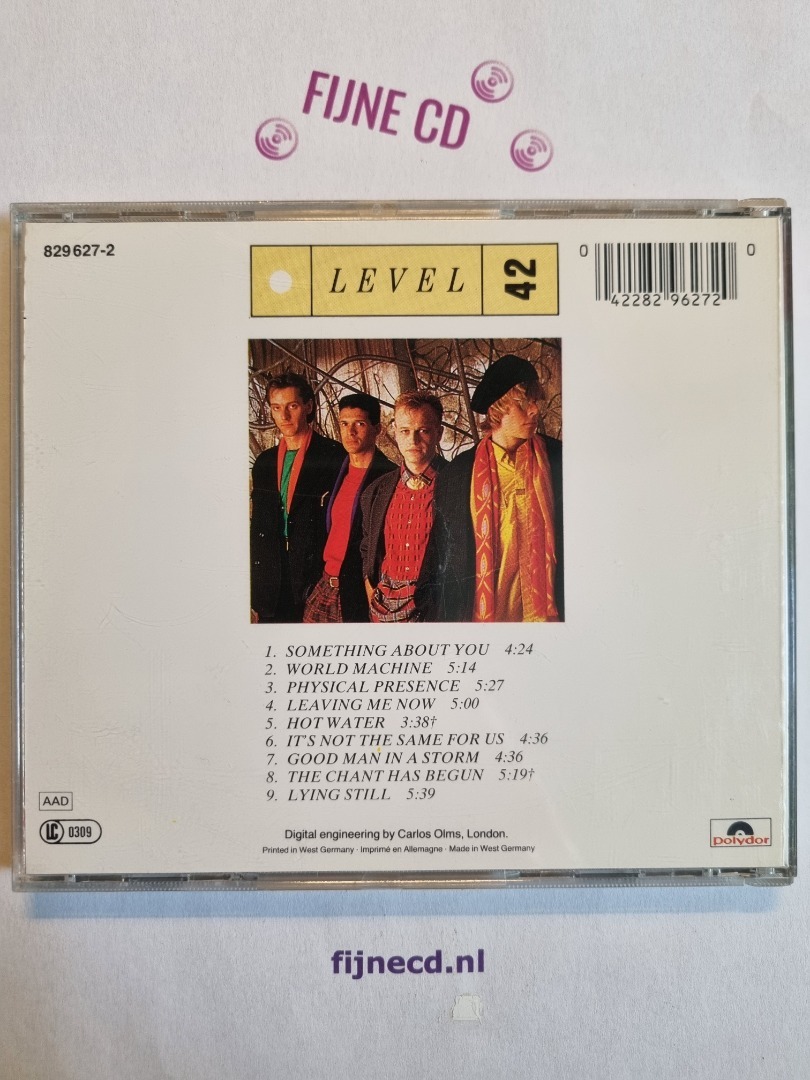 FIJNE CD
829 627-2
LEVEL 42
0 42282 96272 0
1. SOMETHING ABOUT YOU 4:24
2. WORLD MACHINE 5:14
3. PHYSICAL PRESENCE 5:27
4. LEAVING ME NOW 5:00
5. HOT WATER 3:38†
6. IT'S NOT THE SAME FOR US 4:36
7. GOOD MAN IN A STORM 4:36
8. THE CHANT HAS BEGUN 5:19†
9. LYING STILL 5:39
AAD
LC 0309
Digital engineering by Carlos Olms, London.
Printed in West Germany · Imprimé en Allemagne · Made in West Germany
polydor
fijnecd.nl